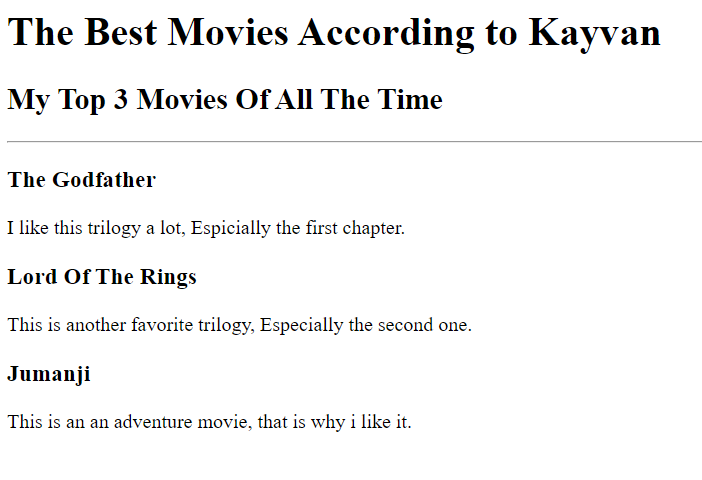 The Best Movies According to Kayvan
My Top 3 Movies Of All The Time
The Godfather
I like this trilogy a lot, Espicially the first chapter.
Lord Of The Rings
This is another favorite trilogy, Especially the second one.
Jumanji
This is an an adventure movie, that is why i like it.